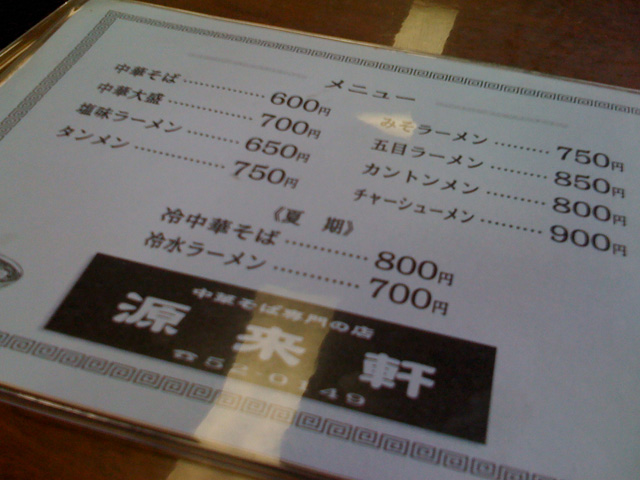 メニュー
中華そば 600円
中華大盛 700円
塩味ラーメン 650円
タンメン 750円
みそラーメン 750円
五目ラーメン 850円
カントンメン 800円
チャーシューメン 900円
《夏 期》
冷中華そば 800円
冷水ラーメン 700円
中華そば専門の店
源来軒
☎52-0149